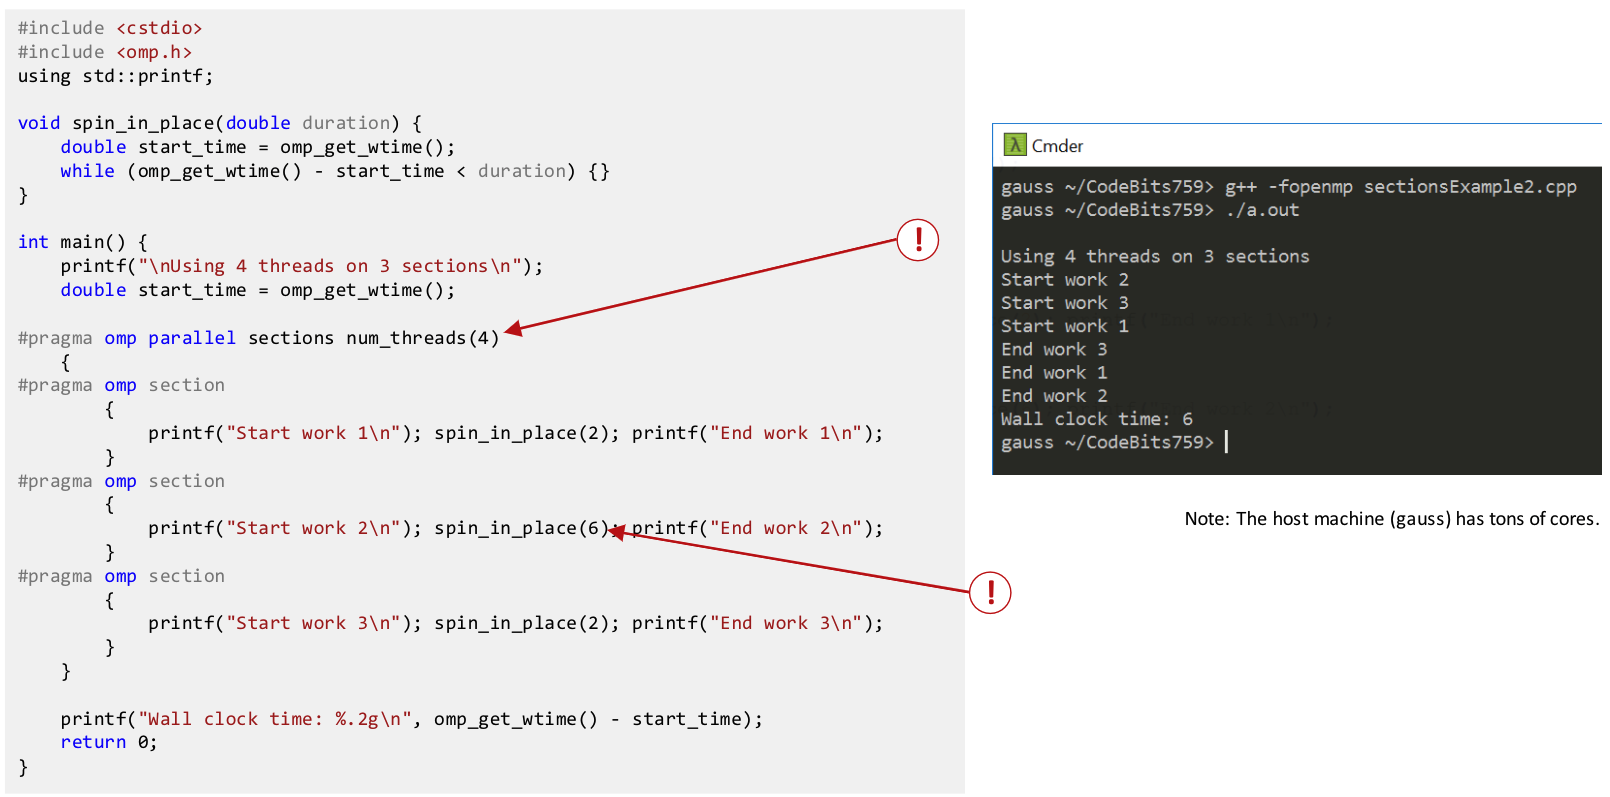 #include <cstdio>
#include <omp.h>
using std::printf;

void spin_in_place(double duration) {
    double start_time = omp_get_wtime();
    while (omp_get_wtime() - start_time < duration) {}
}

int main() {
    printf("\nUsing 4 threads on 3 sections\n");
    double start_time = omp_get_wtime();

#pragma omp parallel sections num_threads(4)
    {
#pragma omp section
        {
            printf("Start work 1\n"); spin_in_place(2); printf("End work 1\n");
        }
#pragma omp section
        {
            printf("Start work 2\n"); spin_in_place(6); printf("End work 2\n");
        }
#pragma omp section
        {
            printf("Start work 3\n"); spin_in_place(2); printf("End work 3\n");
        }
    }

    printf("Wall clock time: %.2g\n", omp_get_wtime() - start_time);
    return 0;
}
!
!
λ Cmder
gauss ~/CodeBits759> g++ -fopenmp sectionsExample2.cpp
gauss ~/CodeBits759> ./a.out

Using 4 threads on 3 sections
Start work 2
Start work 3
Start work 1
End work 3
End work 1
End work 2
Wall clock time: 6
gauss ~/CodeBits759>
Note: The host machine (gauss) has tons of cores.